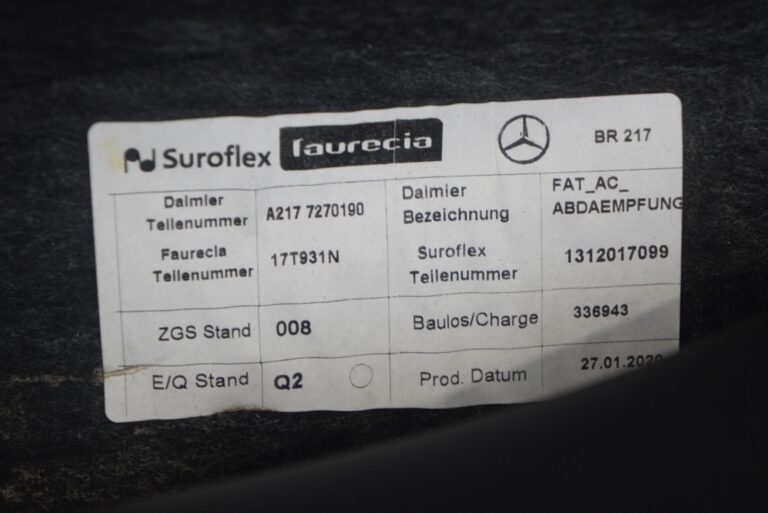 Suroflex faurecia BR 217
Daimler Teilenummer A217 7270190 Daimler Bezeichnung FAT_AC_ ABDAEMPFUNG
Faurecia Teilenummer 17T931N Suroflex Teilenummer 1312017099
ZGS Stand 008 Baulos/Charge 336943
E/Q Stand Q2 Prod. Datum 27.01.2020